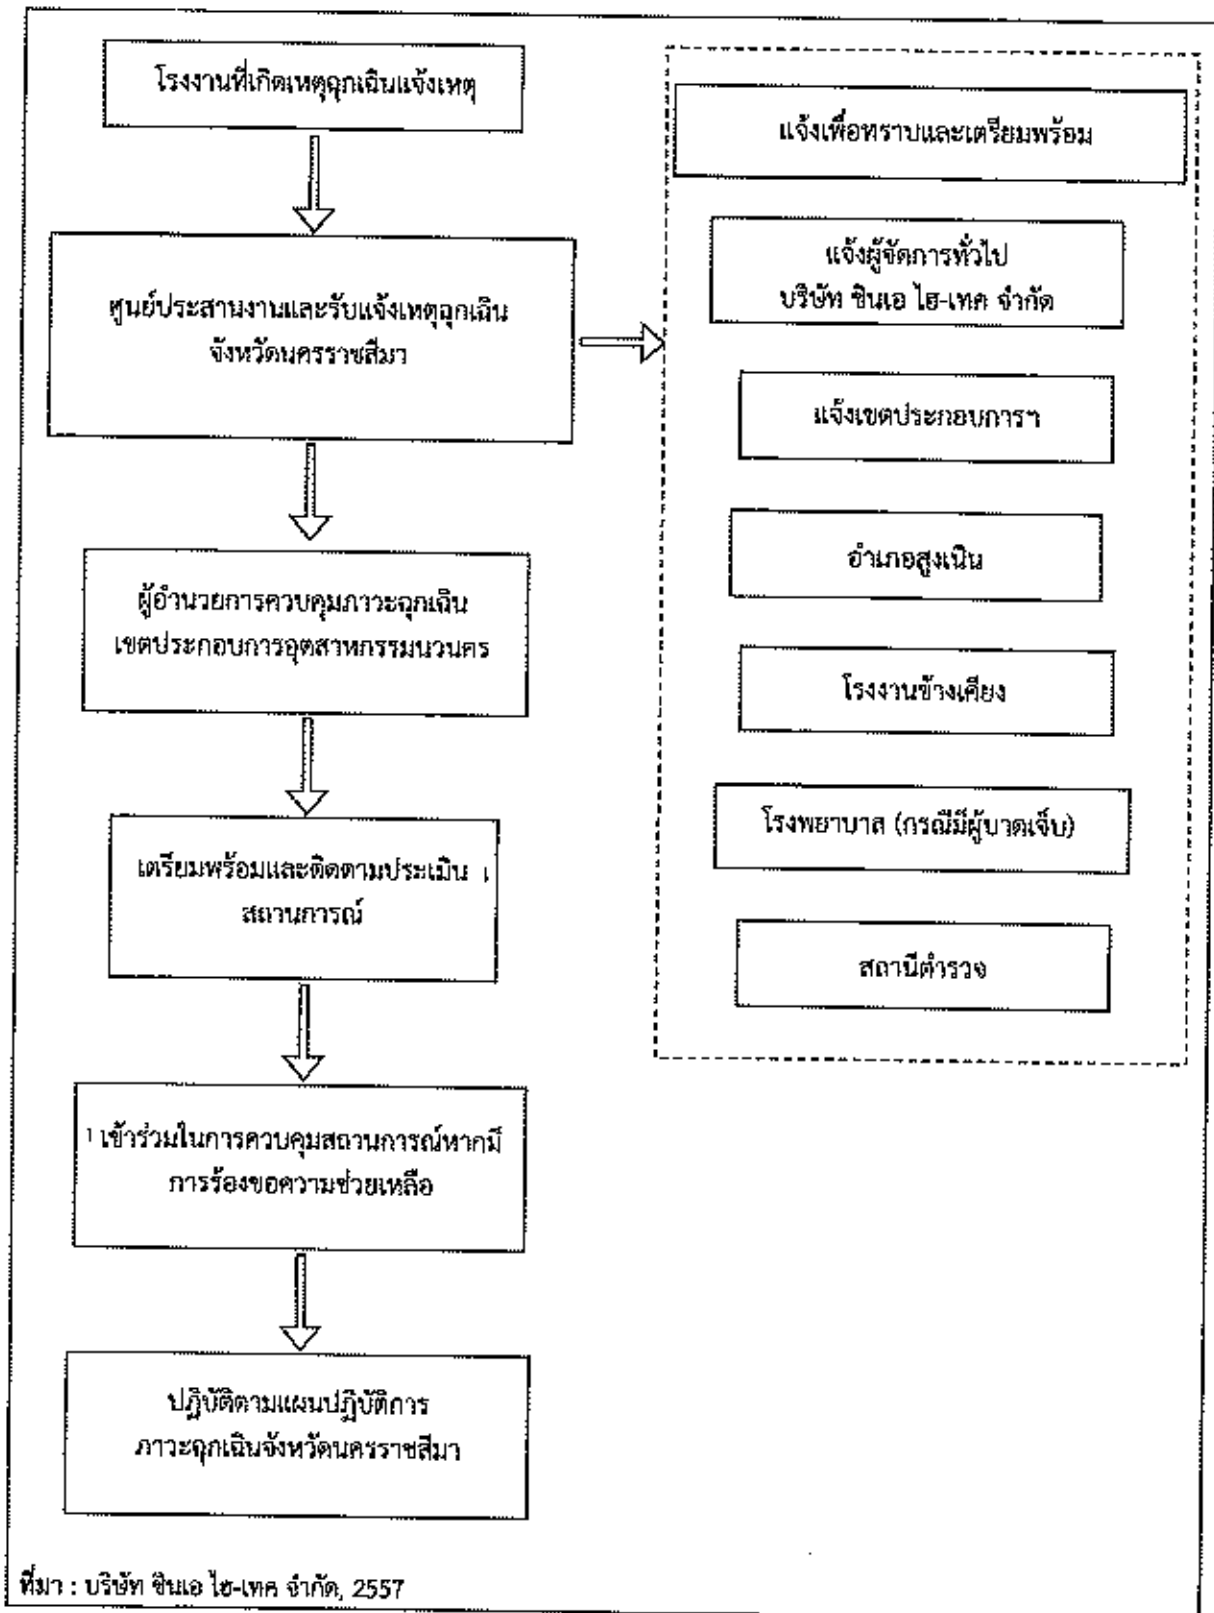 โรงงานที่เกิดเหตุฉุกเฉินแจ้งเหตุ
ศูนย์ประสานงานและรับแจ้งเหตุฉุกเฉิน
จังหวัดนครราชสีมา
ผู้อำนวยการควบคุมภาวะฉุกเฉิน
เขตประกอบการอุตสาหกรรมนวนคร
เตรียมพร้อมและติดตามประเมิน
สถานการณ์
เข้าร่วมในการควบคุมสถานการณ์หากมี
การร้องขอความช่วยเหลือ
ปฏิบัติตามแผนปฏิบัติการ
ภาวะฉุกเฉินจังหวัดนครราชสีมา
แจ้งเพื่อทราบและเตรียมพร้อม
แจ้งผู้จัดการทั่วไป
บริษัท ชินเอ ไฮ-เทค จำกัด
แจ้งเขตประกอบการฯ
อำเภอสูงเนิน
โรงงานข้างเคียง
โรงพยาบาล (กรณีมีผู้บาดเจ็บ)
สถานีตำรวจ
ที่มา : บริษัท ชินเอ ไฮ-เทค จำกัด, 2557